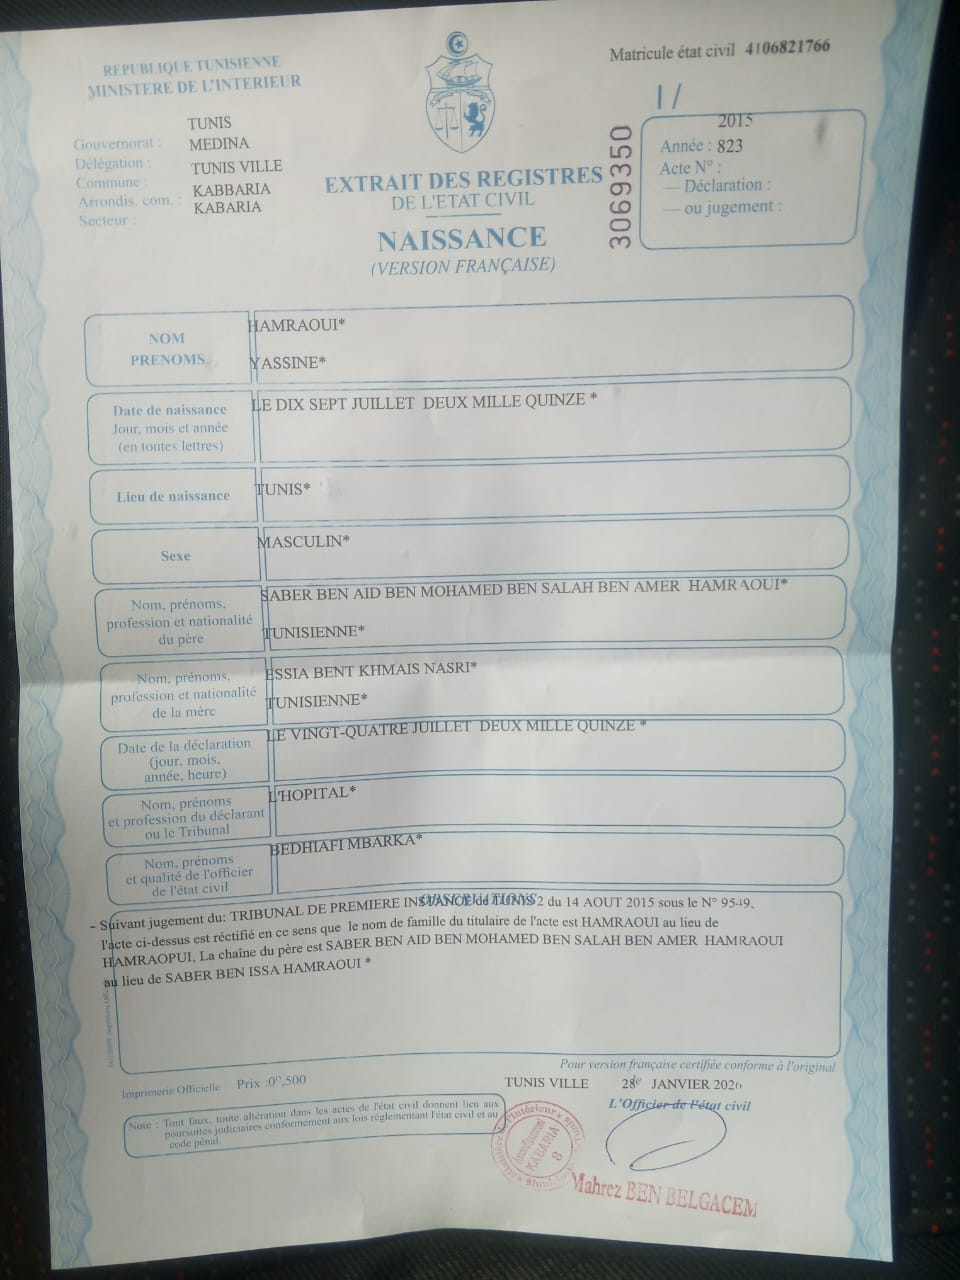 REPUBLIQUE TUNISIENNE
MINISTERE DE L'INTERIEUR
Matricule état civil 4106821766
Gouvernorat : TUNIS
Délégation : MEDINA
Commune : TUNIS VILLE
Arrondis. com. : KABBARIA
Secteur : KABARIA
EXTRAIT DES REGISTRES
DE L'ETAT CIVIL
NAISSANCE
(VERSION FRANÇAISE)
3069350
1/
2015
Année : 823
Acte N° :
— Déclaration :
— ou jugement :
NOM
PRENOMS
HAMRAOUI*
YASSINE*
Date de naissance
Jour, mois et année
(en toutes lettres)
LE DIX SEPT JUILLET DEUX MILLE QUINZE *
Lieu de naissance
TUNIS*
Sexe
MASCULIN*
Nom, prénoms,
profession et nationalité
du père
SABER BEN AID BEN MOHAMED BEN SALAH BEN AMER HAMRAOUI*
TUNISIENNE*
Nom, prénoms,
profession et nationalité
de la mère
ESSIA BENT KHMAIS NASRI*
TUNISIENNE*
Date de la déclaration
(jour, mois,
année, heure)
LE VINGT-QUATRE JUILLET DEUX MILLE QUINZE *
Nom, prénoms
et profession du déclarant
ou le Tribunal
L'HOPITAL*
Nom, prénoms
et qualité de l'officier
de l'état civil
BEDHIAFI MBARKA*
OBSERVATIONS
- Suivant jugement du: TRIBUNAL DE PREMIERE INSTANCE de TUNIS 2 du 14 AOUT 2015 sous le N° 9549,
l'acte ci-dessus est réctifié en ce sens que le nom de famille du titulaire de l'acte est HAMRAOUI au lieu de
HAMRAOPUI, La chaîne du père est SABER BEN AID BEN MOHAMED BEN SALAH BEN AMER HAMRAOUI
au lieu de SABER BEN ISSA HAMRAOUI *
Pour version française certifiée conforme à l'original
Imprimerie Officielle Prix :0ᴰ,500
TUNIS VILLE 28 le JANVIER 2026
L'Officier de l'état civil
Note : Tout faux, toute altération dans les actes de l'état civil donnent lieu aux
poursuites judiciaires conformement aux lois réglementant l'état civil et au
code pénal.
KABARIA
8
Mahrez BEN BELGACEM